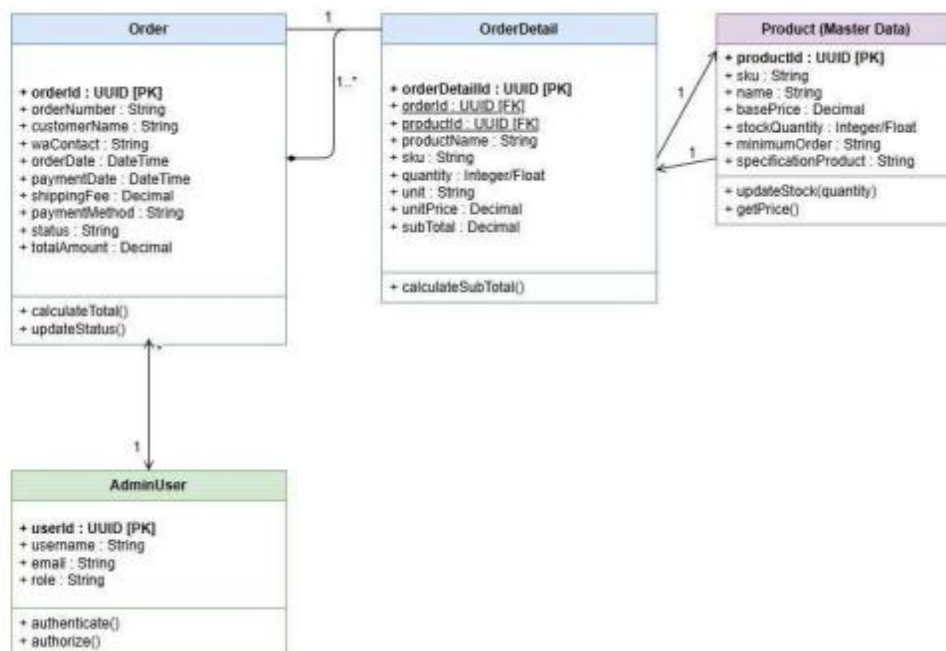 Order
+ orderId : UUID [PK]
+ orderNumber : String
+ customerName : String
+ waContact : String
+ orderDate : DateTime
+ paymentDate : DateTime
+ shippingFee : Decimal
+ paymentMethod : String
+ status : String
+ totalAmount : Decimal
+ calculateTotal()
+ updateStatus()
1
1..*
OrderDetail
+ orderDetailId : UUID [PK]
+ orderId : UUID [FK]
+ productId : UUID [FK]
+ productName : String
+ sku : String
+ quantity : Integer/Float
+ unit : String
+ unitPrice : Decimal
+ subTotal : Decimal
+ calculateSubTotal()
1
1
Product (Master Data)
+ productId : UUID [PK]
+ sku : String
+ name : String
+ basePrice : Decimal
+ stockQuantity : Integer/Float
+ minimumOrder : String
+ specificationProduct : String
+ updateStock(quantity)
+ getPrice()
*
1
AdminUser
+ userId : UUID [PK]
+ username : String
+ email : String
+ role : String
+ authenticate()
+ authorize()